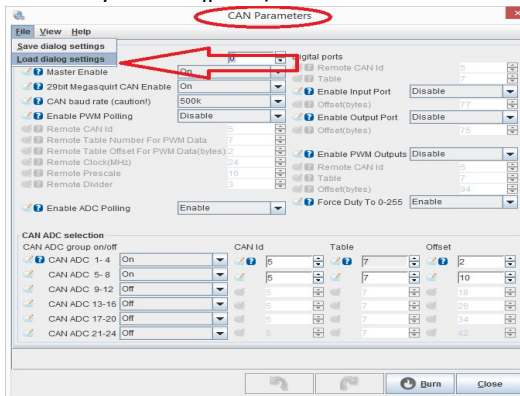 CAN Parameters
File View Help
Save dialog settings
Load dialog settings
0
Master Enable On
29bit Megasquirt CAN Enable On
CAN baud rate (caution!) 500k
Enable PWM Polling Disable
Remote CAN Id 5
Remote Table Number For PWM Data 7
Remote Table Offset For PWM Data(bytes) 2
Remote Clock(MHz) 24
Remote Prescale 16
Remote Divider 3
Enable ADC Polling Enable
Digital ports
Remote CAN Id 5
Table 7
Enable Input Port Disable
Offset(bytes) 77
Enable Output Port Disable
Offset(bytes) 75
Enable PWM Outputs Disable
Remote CAN Id 5
Table 7
Offset(bytes) 94
Force Duty To 0-255 Enable
CAN ADC selection
CAN ADC group on/off CAN Id Table Offset
CAN ADC 1- 4 On 5 7 2
CAN ADC 5- 8 On 5 7 10
CAN ADC 9-12 Off 5 7 18
CAN ADC 13-16 Off 5 7 26
CAN ADC 17-20 Off 5 7 34
CAN ADC 21-24 Off 5 7 42
Burn Close